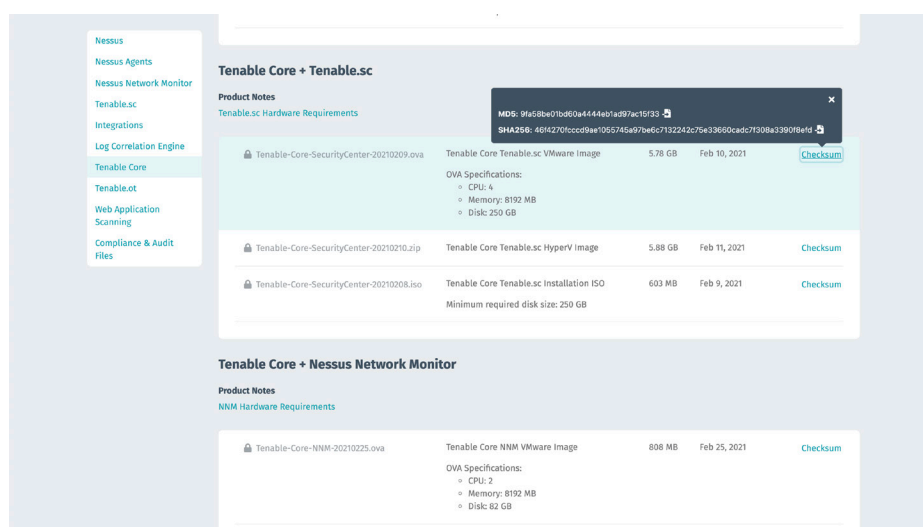 Nessus
Nessus Agents
Nessus Network Monitor
Tenable.sc
Integrations
Log Correlation Engine
Tenable Core
Tenable.ot
Web Application
Scanning
Compliance & Audit
Files
Tenable Core + Tenable.sc
Product Notes
Tenable.sc Hardware Requirements
MD5: 9fa58be01bd60a4444eb1ad97ac15f33
SHA256: 46f4270fcccd9ae1055745a97be6c7132242c75e33660cadc7f308a3390f8efd
Tenable-Core-SecurityCenter-20210209.ova Tenable Core Tenable.sc VMware Image 5.78 GB Feb 10, 2021 Checksum
OVA Specifications:
CPU: 4
Memory: 8192 MB
Disk: 250 GB
Tenable-Core-SecurityCenter-20210210.zip Tenable Core Tenable.sc HyperV Image 5.88 GB Feb 11, 2021 Checksum
Tenable-Core-SecurityCenter-20210208.iso Tenable Core Tenable.sc Installation ISO 603 MB Feb 9, 2021 Checksum
Minimum required disk size: 250 GB
Tenable Core + Nessus Network Monitor
Product Notes
NNM Hardware Requirements
Tenable-Core-NNM-20210225.ova Tenable Core NNM VMware Image 808 MB Feb 25, 2021 Checksum
OVA Specifications:
CPU: 2
Memory: 8192 MB
Disk: 82 GB